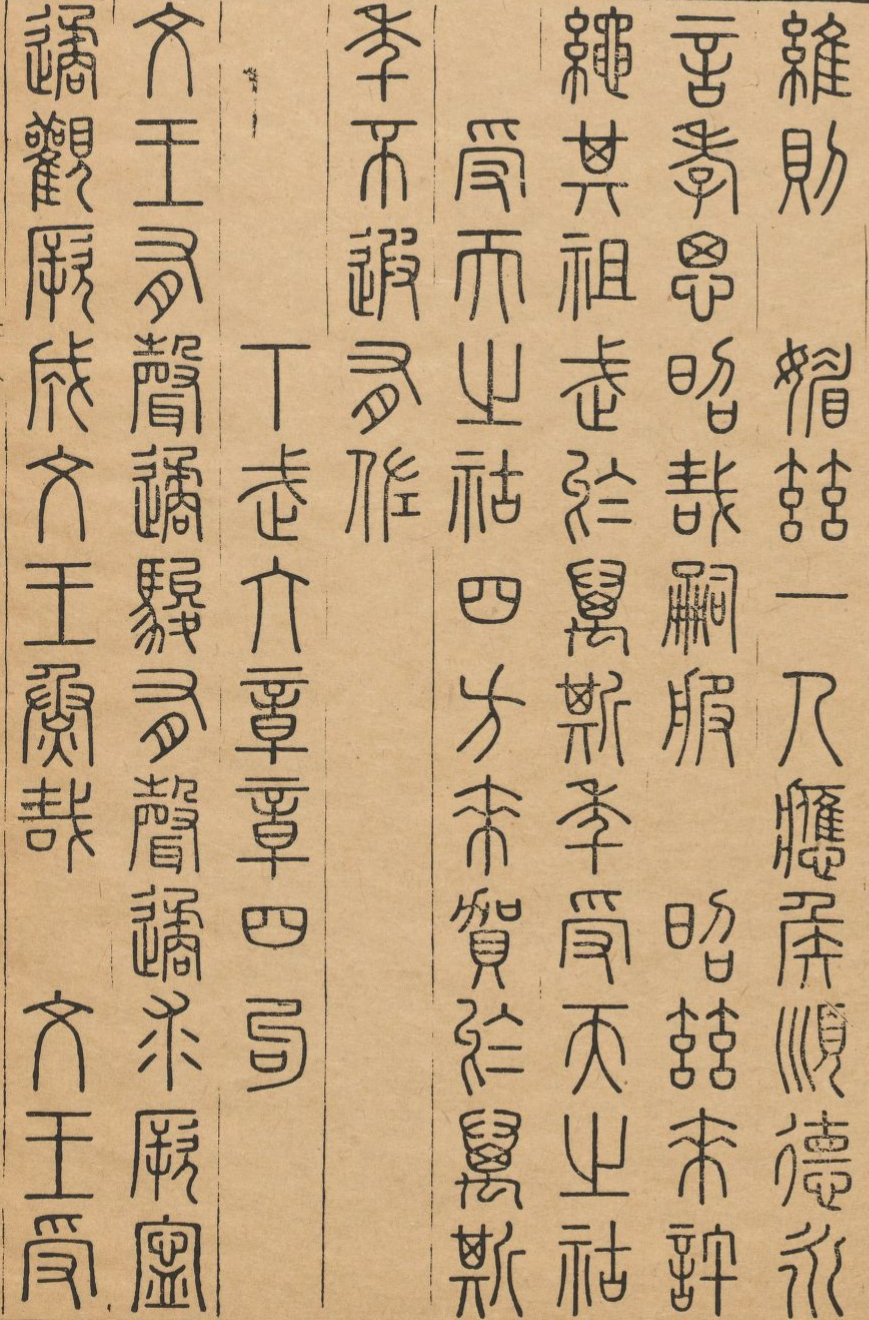 維則　媚茲一人應侯順德永
言孝思昭哉嗣服　昭茲來許
繩其祖武於萬斯年受天之祜
受天之祜四方來賀於萬斯
年不遐有佐
下武六章章四句
文王有聲遹駿有聲遹求厥寧
遹觀厥成文王烝哉　文王受